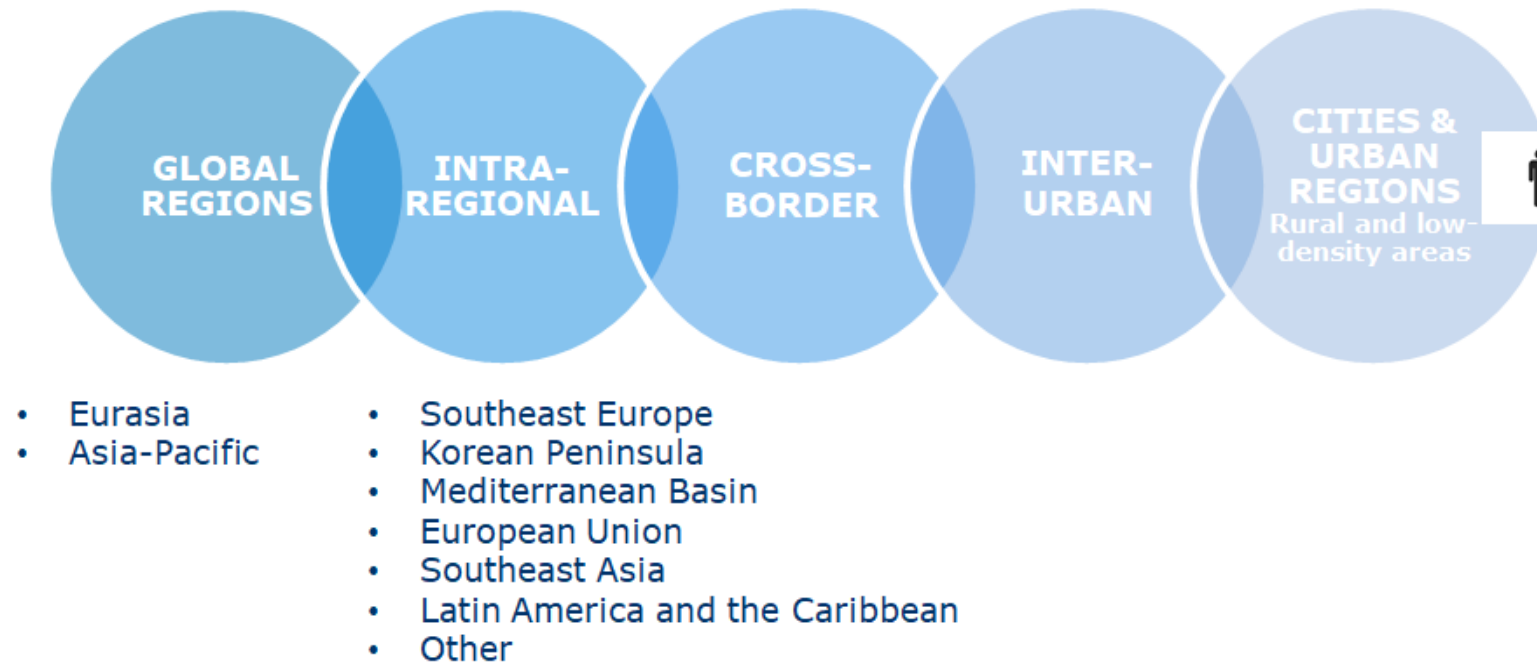 GLOBAL
REGIONS
INTRA-
REGIONAL
CROSS-
BORDER
INTER-
URBAN
CITIES &
URBAN
REGIONS
Rural and low-
density areas
• Eurasia
• Asia-Pacific
• Southeast Europe
• Korean Peninsula
• Mediterranean Basin
• European Union
• Southeast Asia
• Latin America and the Caribbean
• Other